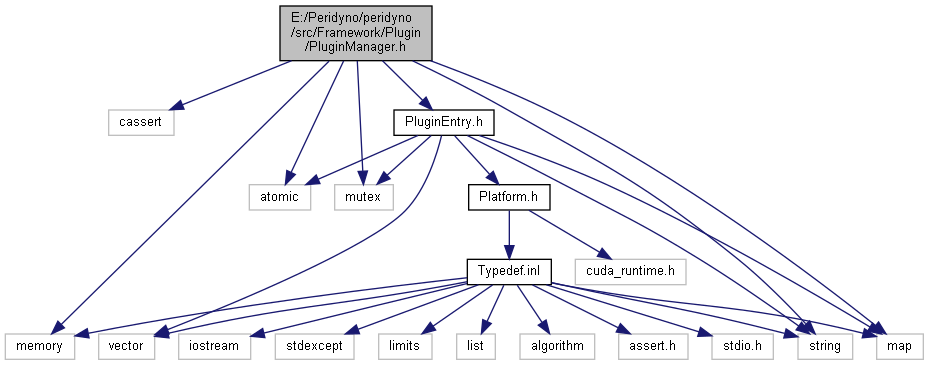 E:/Peridyno/peridyno
/src/Framework/Plugin
/PluginManager.h
cassert
PluginEntry.h
atomic
mutex
Platform.h
Typedef.inl
cuda_runtime.h
memory
vector
iostream
stdexcept
limits
list
algorithm
assert.h
stdio.h
string
map